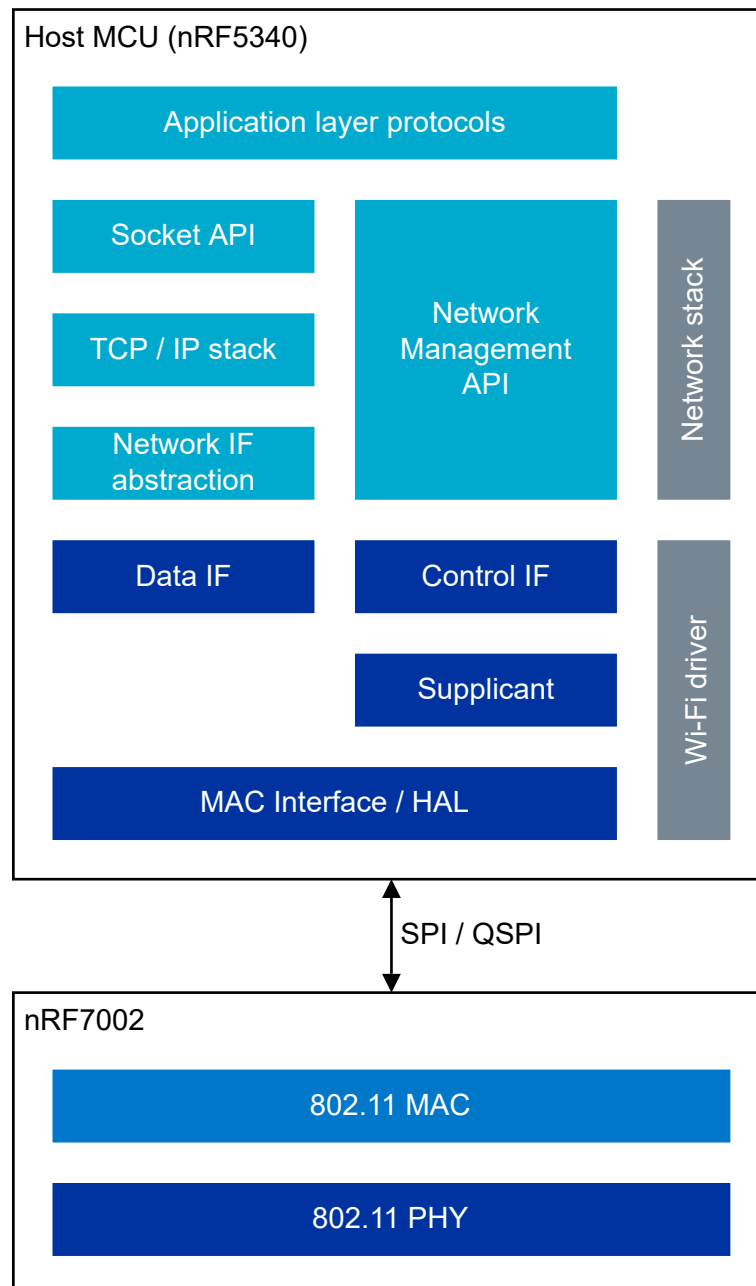 Host MCU (nRF5340)
Application layer protocols
Socket API
Network
Management
API
Network stack
TCP / IP stack
Network IF
abstraction
Data IF
Control IF
Wi-Fi driver
Supplicant
MAC Interface / HAL
SPI / QSPI
nRF7002
802.11 MAC
802.11 PHY